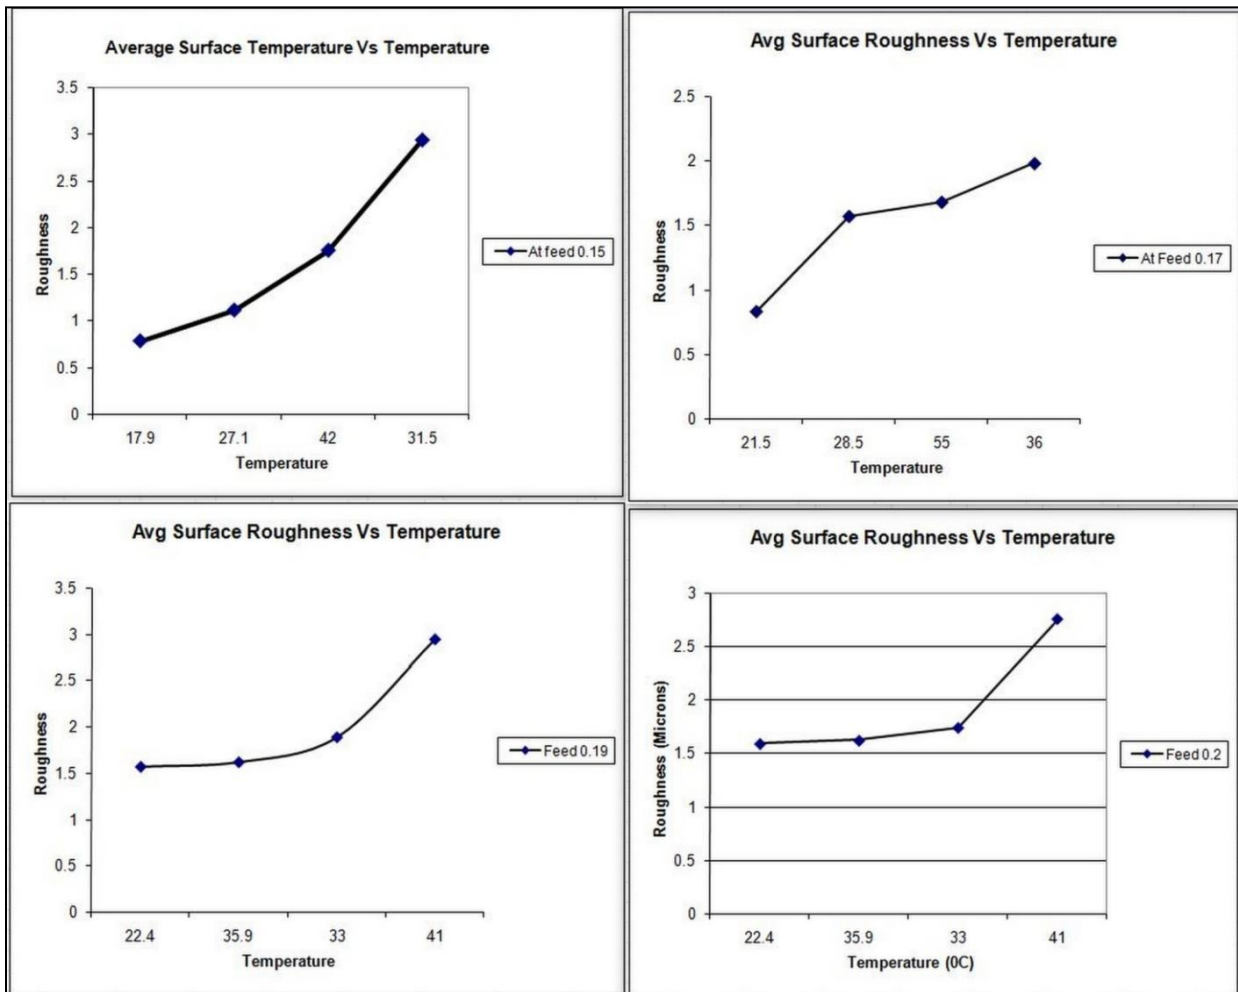 Average Surface Temperature Vs Temperature
3.5
3
2.5
2
1.5
1
0.5
0
Roughness
17.9 27.1 42 31.5
Temperature
At feed 0.15
Avg Surface Roughness Vs Temperature
2.5
2
1.5
1
0.5
0
Roughness
21.5 28.5 55 36
Temperature
At Feed 0.17
Avg Surface Roughness Vs Temperature
3.5
3
2.5
2
1.5
1
0.5
0
Roughness
22.4 35.9 33 41
Temperature
Feed 0.19
Avg Surface Roughness Vs Temperature
3
2.5
2
1.5
1
0.5
0
Roughness (Microns)
22.4 35.9 33 41
Temperature (0C)
Feed 0.2